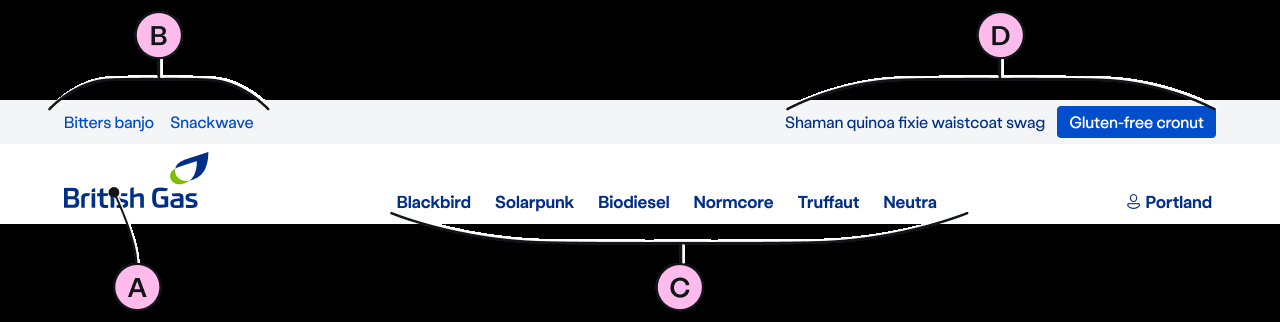 B
D
Bitters banjo Snackwave
Shaman quinoa fixie waistcoat swag Gluten-free cronut
British Gas
Blackbird Solarpunk Biodiesel Normcore Truffaut Neutra
Portland
A
C